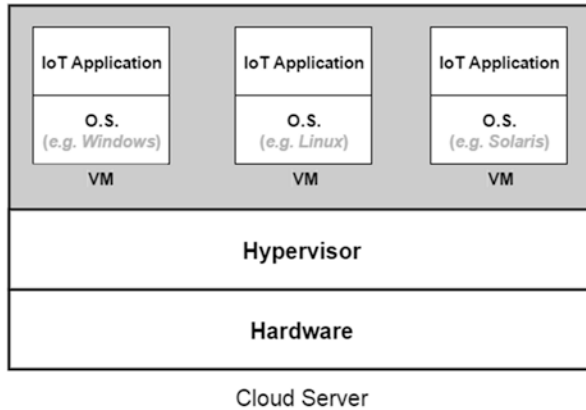 IoT Application
O.S.
(e.g. Windows)
VM
IoT Application
O.S.
(e.g. Linux)
VM
IoT Application
O.S.
(e.g. Solaris)
VM
Hypervisor
Hardware
Cloud Server